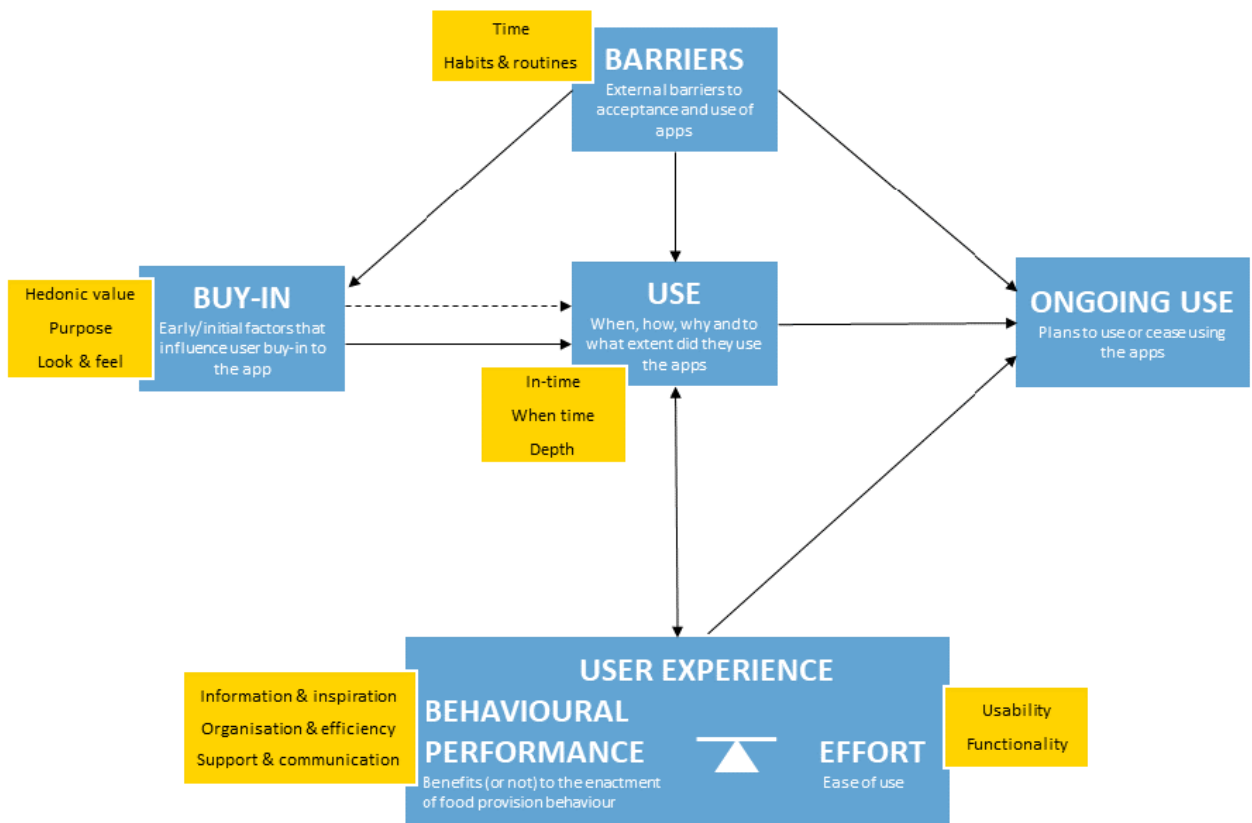 Time
Habits & routines
BARRIERS
External barriers to
acceptance and use of
apps
Hedonic value
Purpose
Look & feel
BUY-IN
Early/initial factors that
influence user buy-in to
the app
USE
When, how, why and to
what extent did they use
the apps
In-time
When time
Depth
ONGOING USE
Plans to use or cease using
the apps
USER EXPERIENCE
Information & inspiration
Organisation & efficiency
Support & communication
BEHAVIOURAL
PERFORMANCE
Benefits (or not) to the enactment
of food provision behaviour
EFFORT
Ease of use
Usability
Functionality